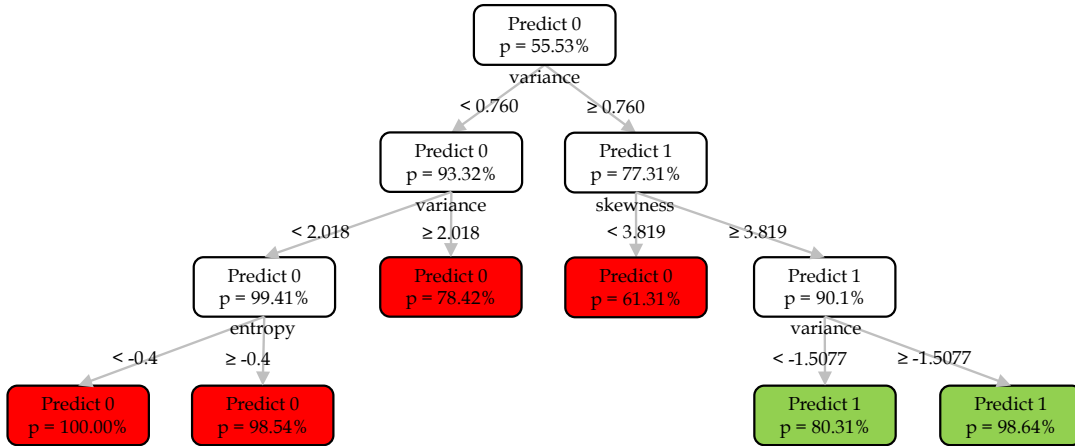 Predict 0
p = 55.53%
variance
< 0.760
≥ 0.760
Predict 0
p = 93.32%
Predict 1
p = 77.31%
variance
skewness
< 2.018
≥ 2.018
< 3.819
≥ 3.819
Predict 0
p = 99.41%
Predict 0
p = 78.42%
Predict 0
p = 61.31%
Predict 1
p = 90.1%
entropy
variance
< -0.4
≥ -0.4
< -1.5077
≥ -1.5077
Predict 0
p = 100.00%
Predict 0
p = 98.54%
Predict 1
p = 80.31%
Predict 1
p = 98.64%